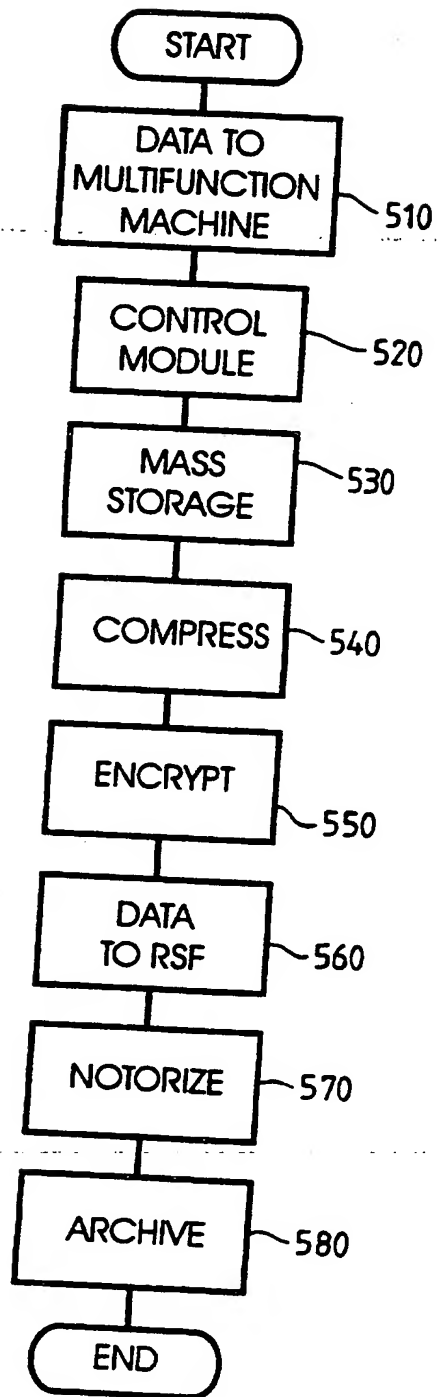 START
DATA TO
MULTIFUNCTION
MACHINE
510
CONTROL
MODULE
520
MASS
STORAGE
530
COMPRESS
540
ENCRYPT
550
DATA
TO RSF
560
NOTORIZE
570
ARCHIVE
580
END